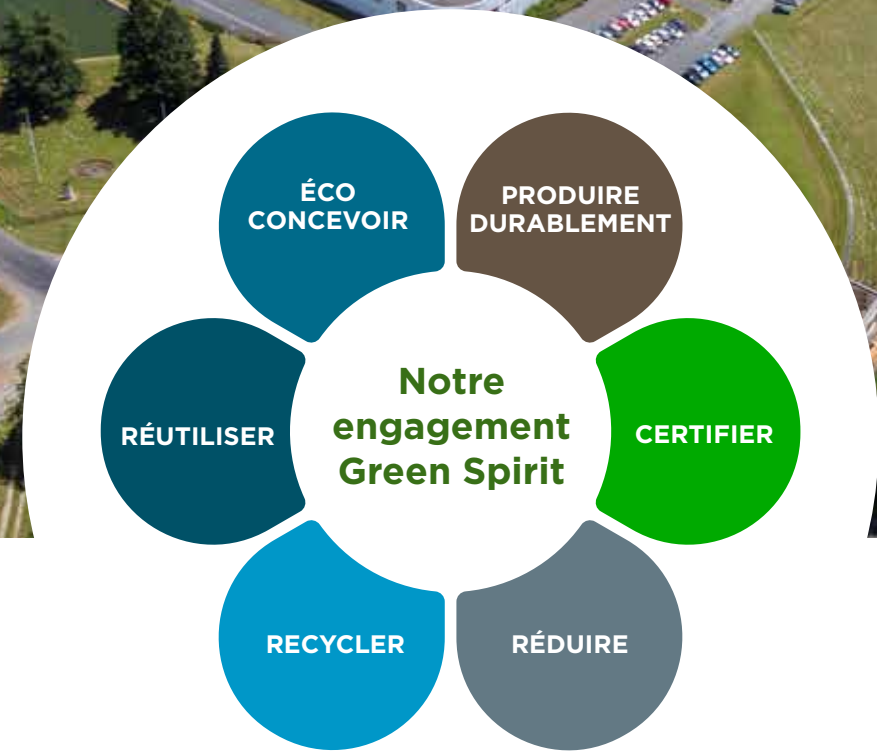 ÉCO
CONCEVOIR
PRODUIRE
DURABLEMENT
Notre
engagement
Green Spirit
RÉUTILISER
CERTIFIER
RECYCLER
RÉDUIRE